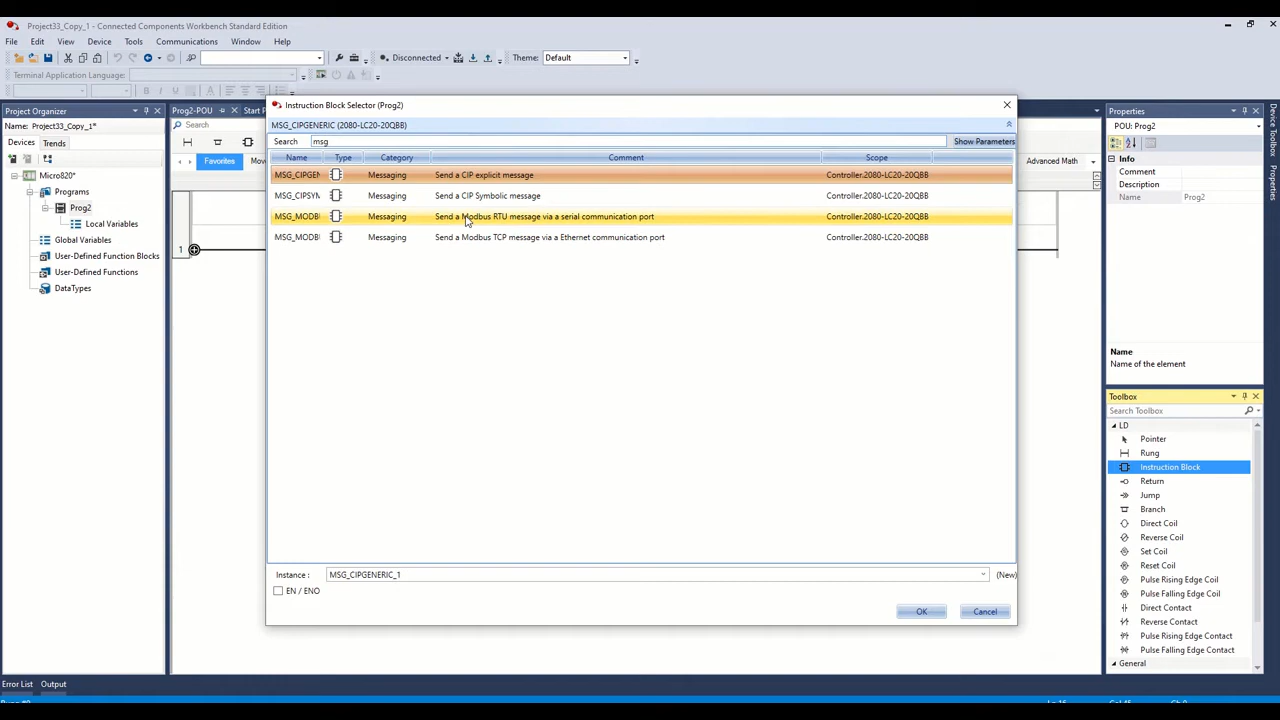 Project33_Copy_1 - Connected Components Workbench Standard Edition
File Edit View Device Tools Communications Window Help
Disconnected Theme: Default
Terminal Application Language:
Project Organizer
Name: Project33_Copy_1*
Devices Trends
Micro820*
Programs
Prog2
Local Variables
Global Variables
User-Defined Function Blocks
User-Defined Functions
DataTypes
Prog2-POU Start P
Search
Favorites Mov
1
Instruction Block Selector (Prog2)
MSG_CIPGENERIC (2080-LC20-20QBB)
Search msg Show Parameters
Name Type Category Comment Scope
MSG_CIPGEN Messaging Send a CIP explicit message Controller.2080-LC20-20QBB
MSG_CIPSYM Messaging Send a CIP Symbolic message Controller.2080-LC20-20QBB
MSG_MODBU Messaging Send a Modbus RTU message via a serial communication port Controller.2080-LC20-20QBB
MSG_MODBU Messaging Send a Modbus TCP message via a Ethernet communication port Controller.2080-LC20-20QBB
Instance : MSG_CIPGENERIC_1 (New)
EN / ENO
OK Cancel
Advanced Math
Properties
POU: Prog2
Info
Comment
Description
Name Prog2
Name
Name of the element
Toolbox
Search Toolbox
LD
Pointer
Rung
Instruction Block
Return
Jump
Branch
Direct Coil
Reverse Coil
Set Coil
Reset Coil
Pulse Rising Edge Coil
Pulse Falling Edge Coil
Direct Contact
Reverse Contact
Pulse Rising Edge Contact
Pulse Falling Edge Contact
General
Device Toolbox
Properties
Error List Output